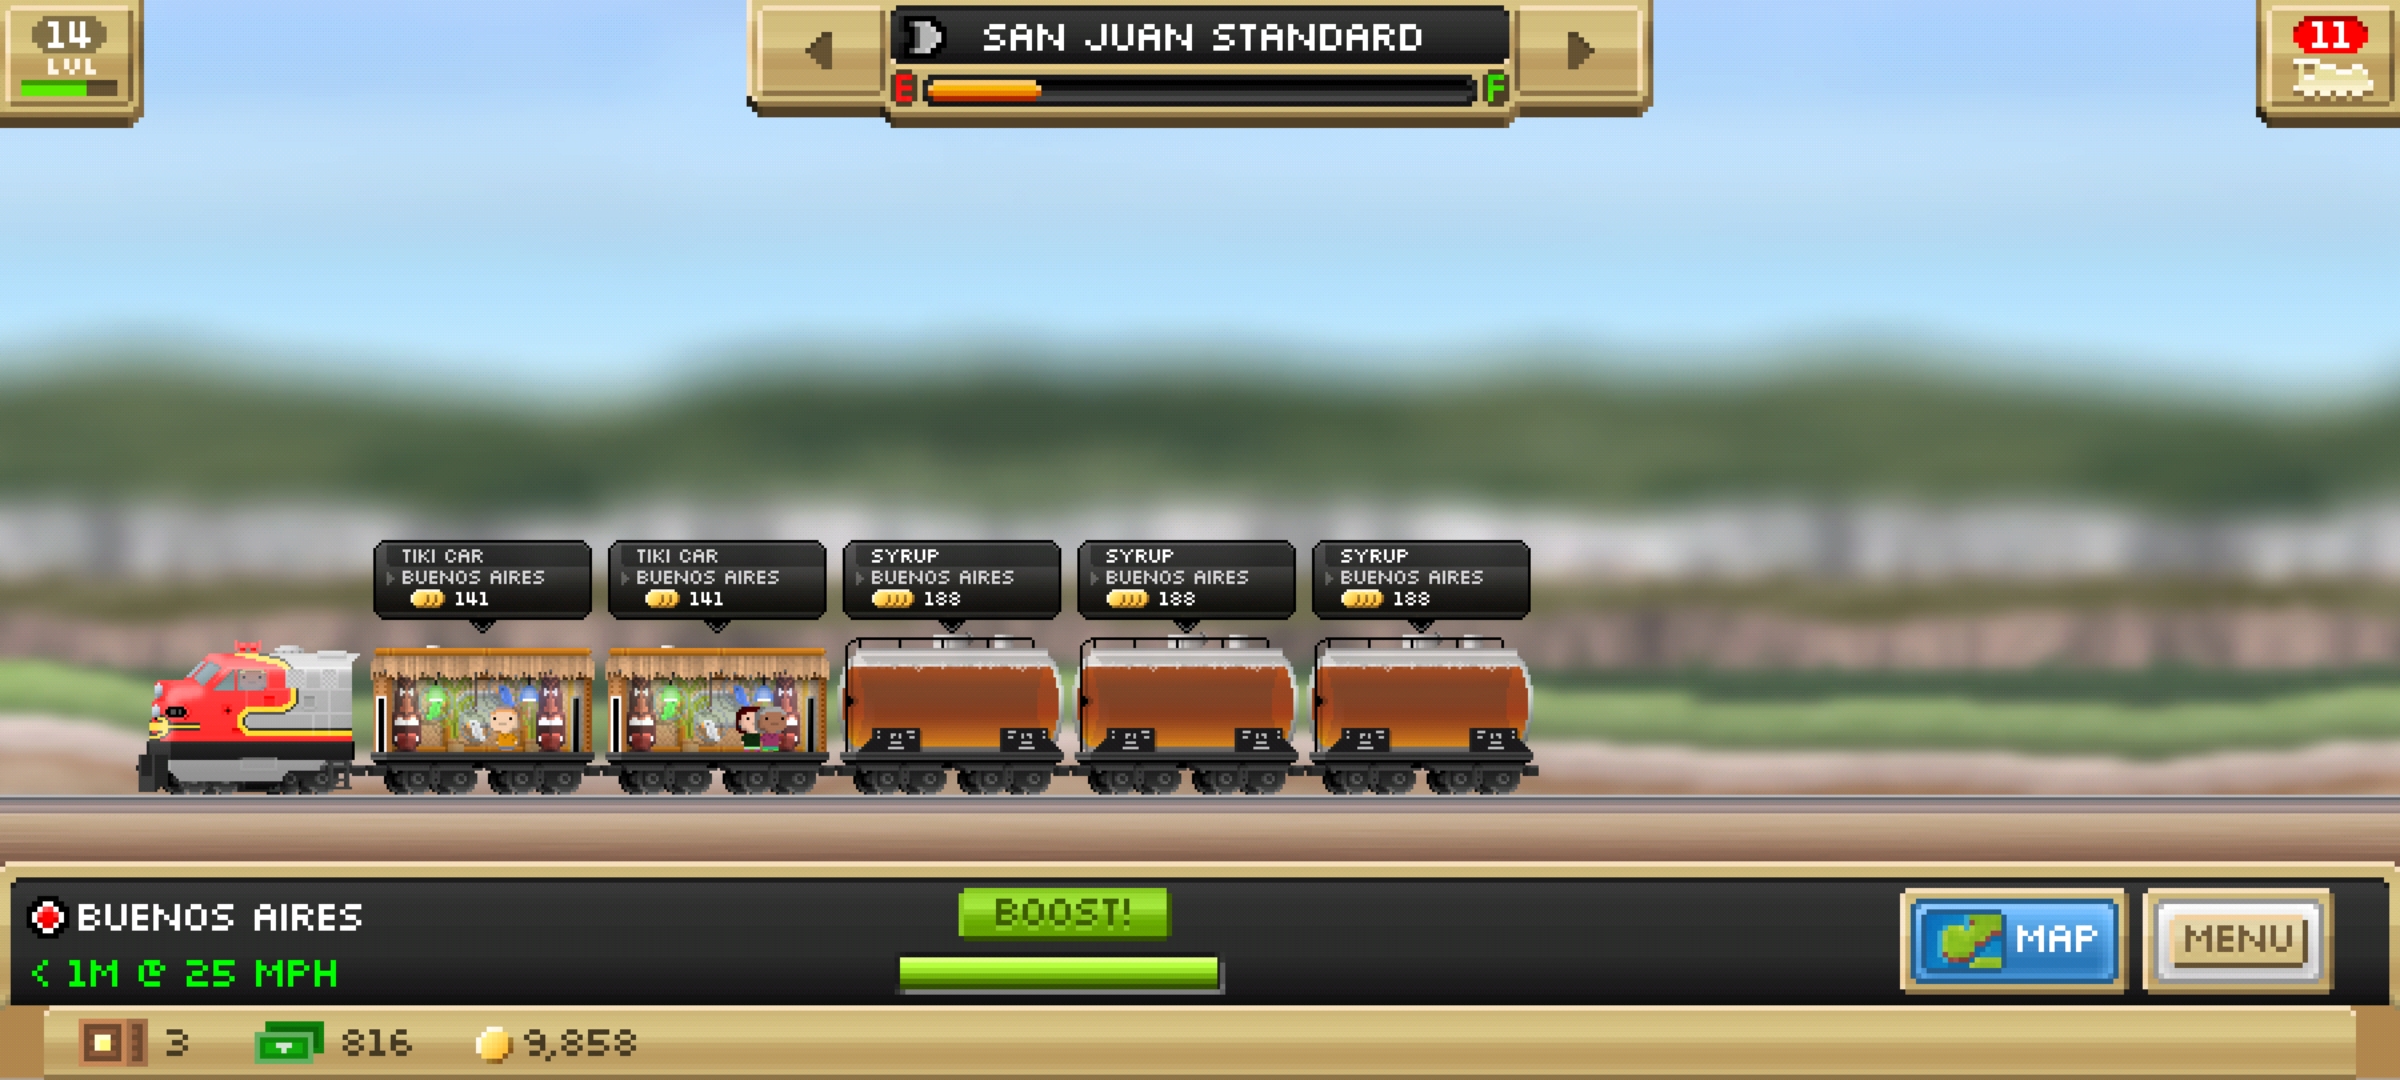 14
LVL
SAN JUAN STANDARD
E F
11
TIKI CAR
BUENOS AIRES
141
TIKI CAR
BUENOS AIRES
141
SYRUP
BUENOS AIRES
188
SYRUP
BUENOS AIRES
188
SYRUP
BUENOS AIRES
188
BUENOS AIRES
< 1M @ 25 MPH
BOOST!
MAP
MENU
3
816
9,858